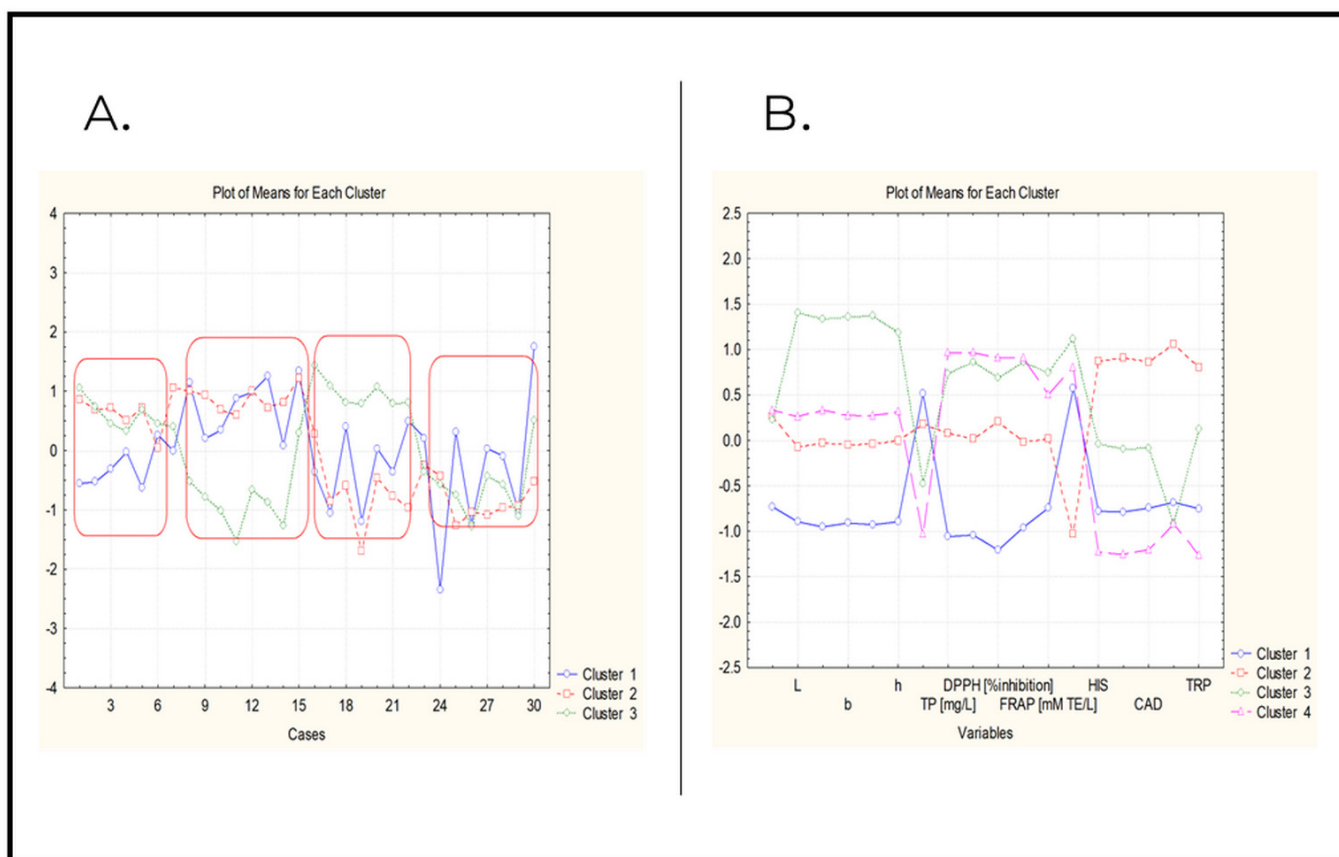 A.
Plot of Means for Each Cluster
4
3
2
1
0
-1
-2
-3
-4
3 6 9 12 15 18 21 24 27 30
Cases
Cluster 1
Cluster 2
Cluster 3
B.
Plot of Means for Each Cluster
2.5
2.0
1.5
1.0
0.5
0.0
-0.5
-1.0
-1.5
-2.0
-2.5
L h DPPH [%inhibition] HIS TRP
b TP [mg/L] FRAP [mM TE/L] CAD
Variables
Cluster 1
Cluster 2
Cluster 3
Cluster 4